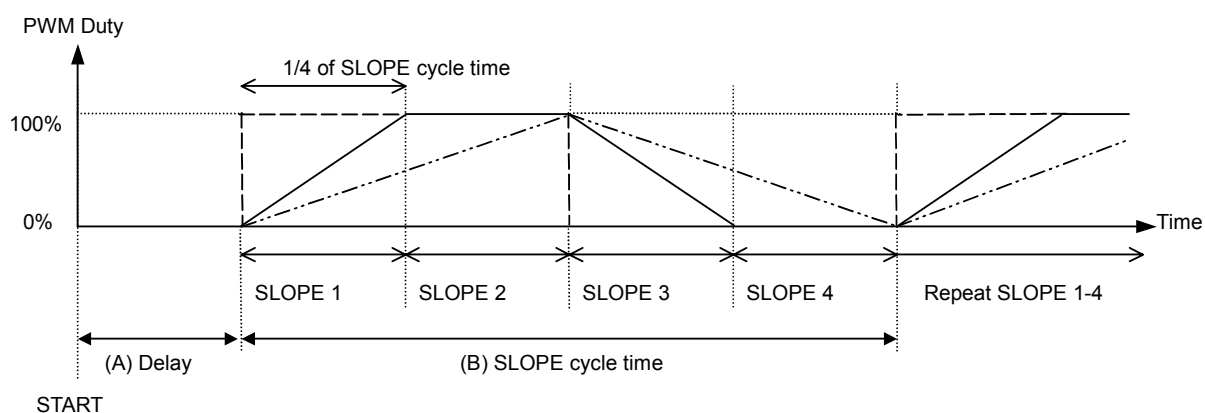 PWM Duty
1/4 of SLOPE cycle time
100%
0%
Time
SLOPE 1
SLOPE 2
SLOPE 3
SLOPE 4
Repeat SLOPE 1-4
(A) Delay
(B) SLOPE cycle time
START